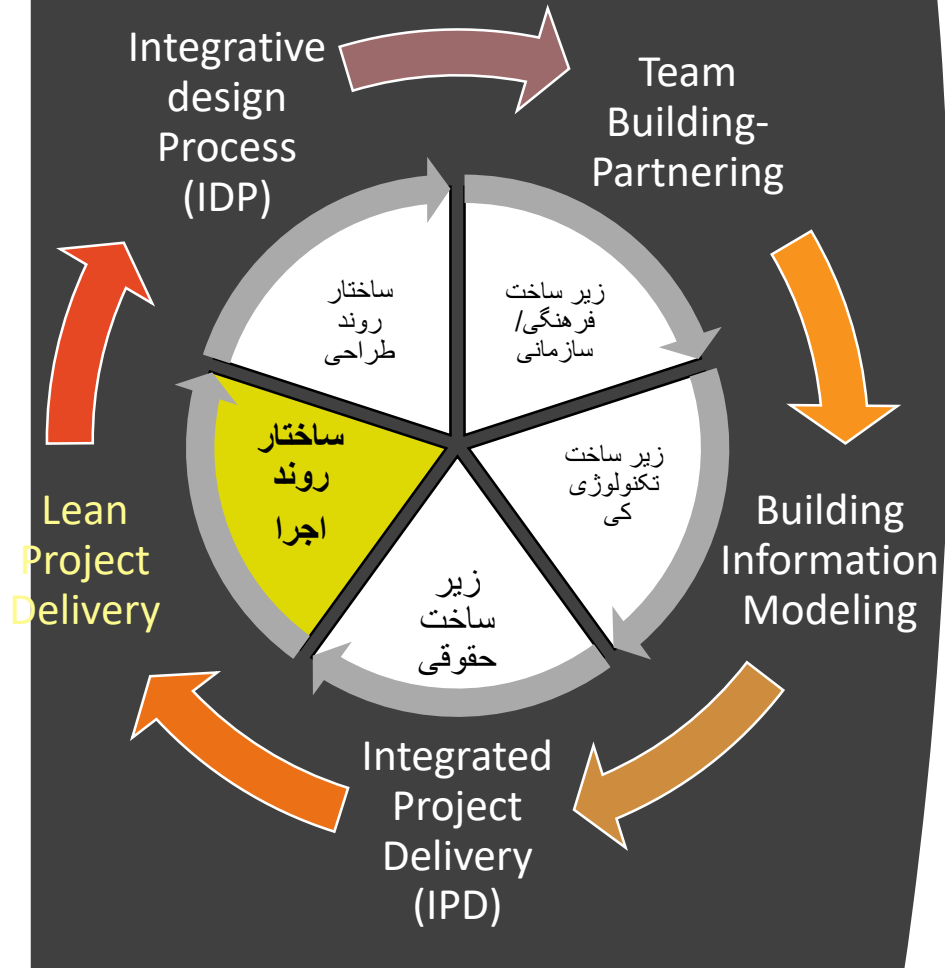 Integrative
design
Process
(IDP)
Team
Building-
Partnering
ساختار
روند
طراحی
زیر ساخت
فرهنگی/
سازمانی
ساختار
روند
اجرا
زیر ساخت
تکنولوژی
کی
زیر
ساخت
حقوقی
Lean
Project
Delivery
Building
Information
Modeling
Integrated
Project
Delivery
(IPD)